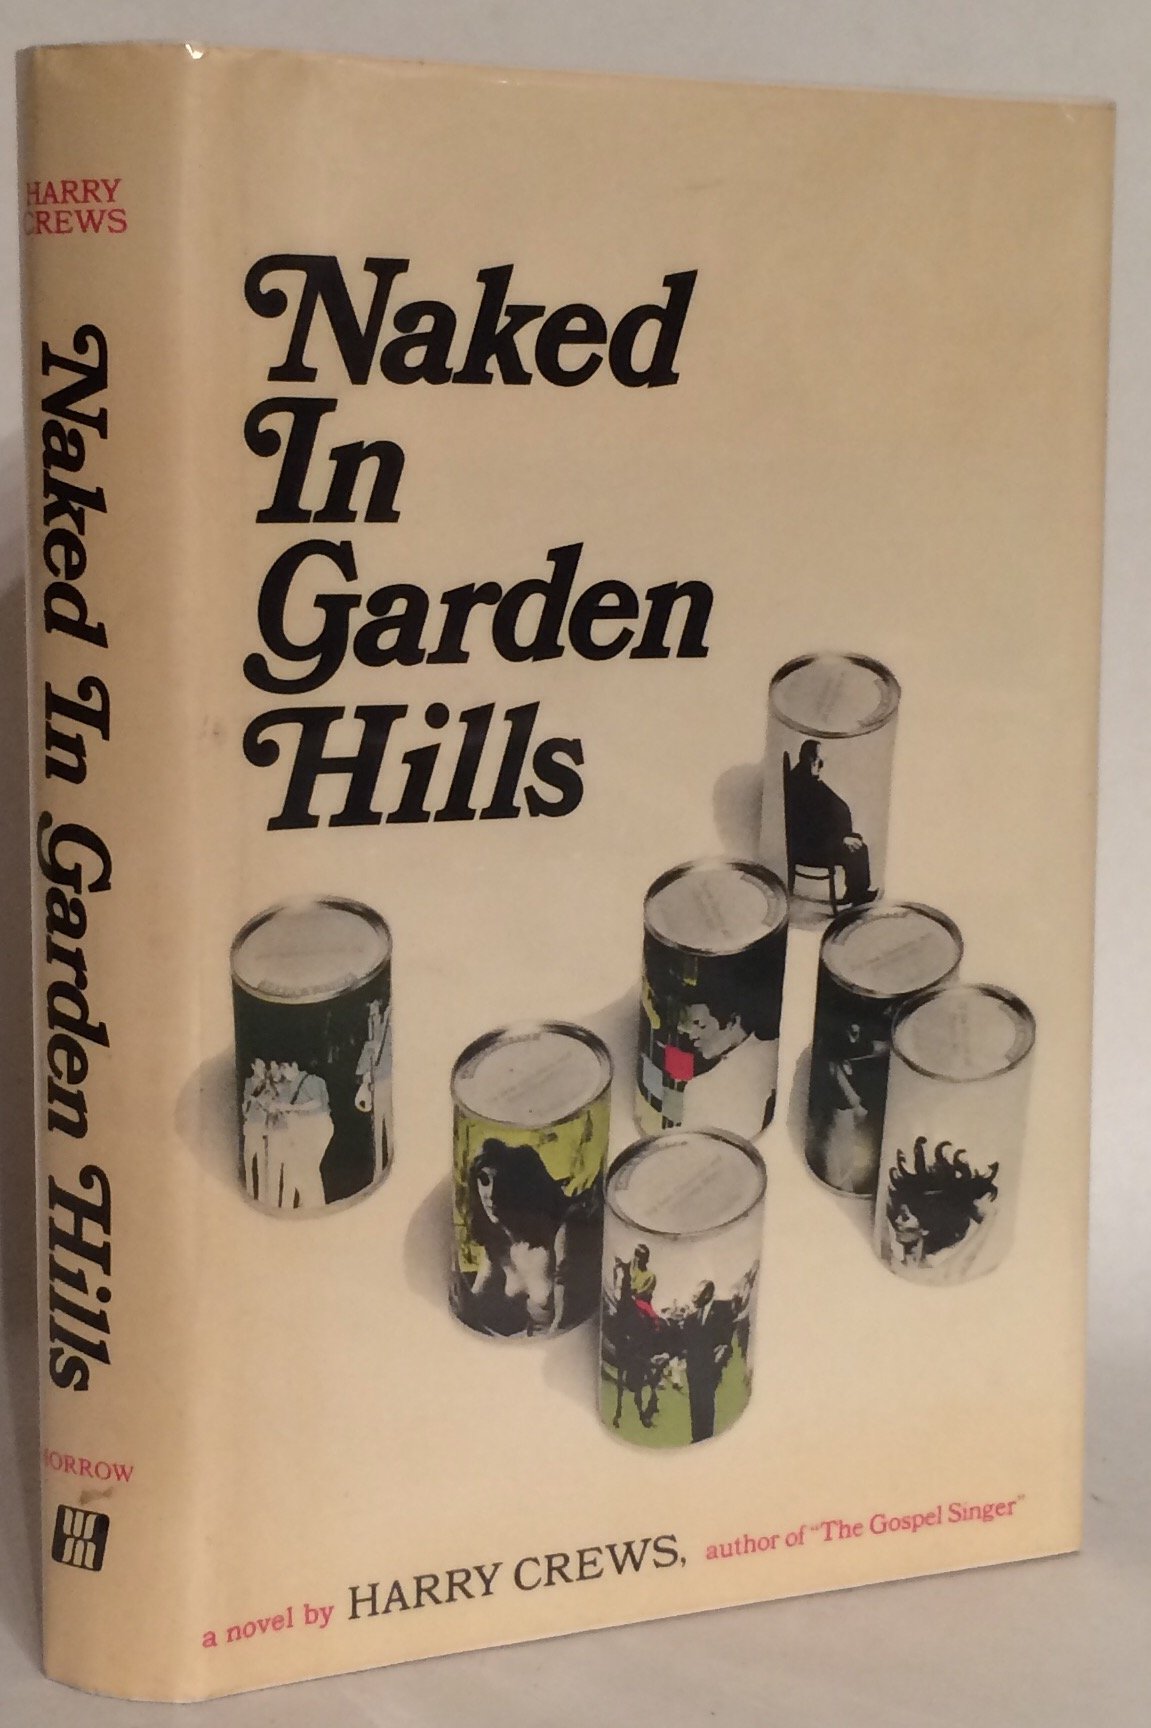 HARRY
CREWS
Naked In Garden Hills
MORROW
Naked
In
Garden
Hills
a novel by HARRY CREWS, author of "The Gospel Singer"